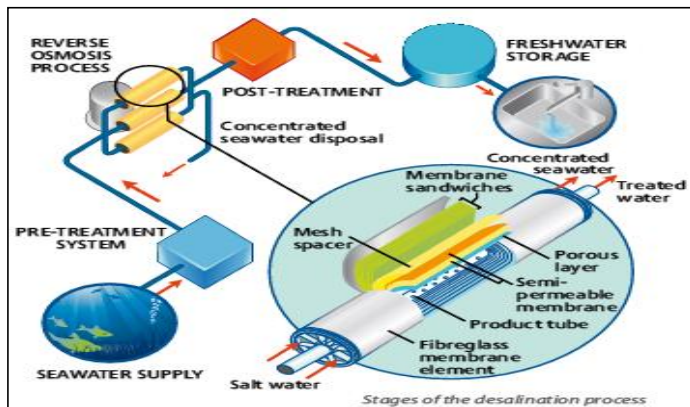 REVERSE
OSMOSIS
PROCESS
POST-TREATMENT
FRESHWATER
STORAGE
Concentrated
seawater disposal
PRE-TREATMENT
SYSTEM
SEAWATER SUPPLY
Concentrated
seawater
Treated
water
Membrane
sandwiches
Mesh
spacer
Porous
layer
Semi-
permeable
membrane
Product tube
Fibreglass
membrane
element
Salt water
Stages of the desalination process